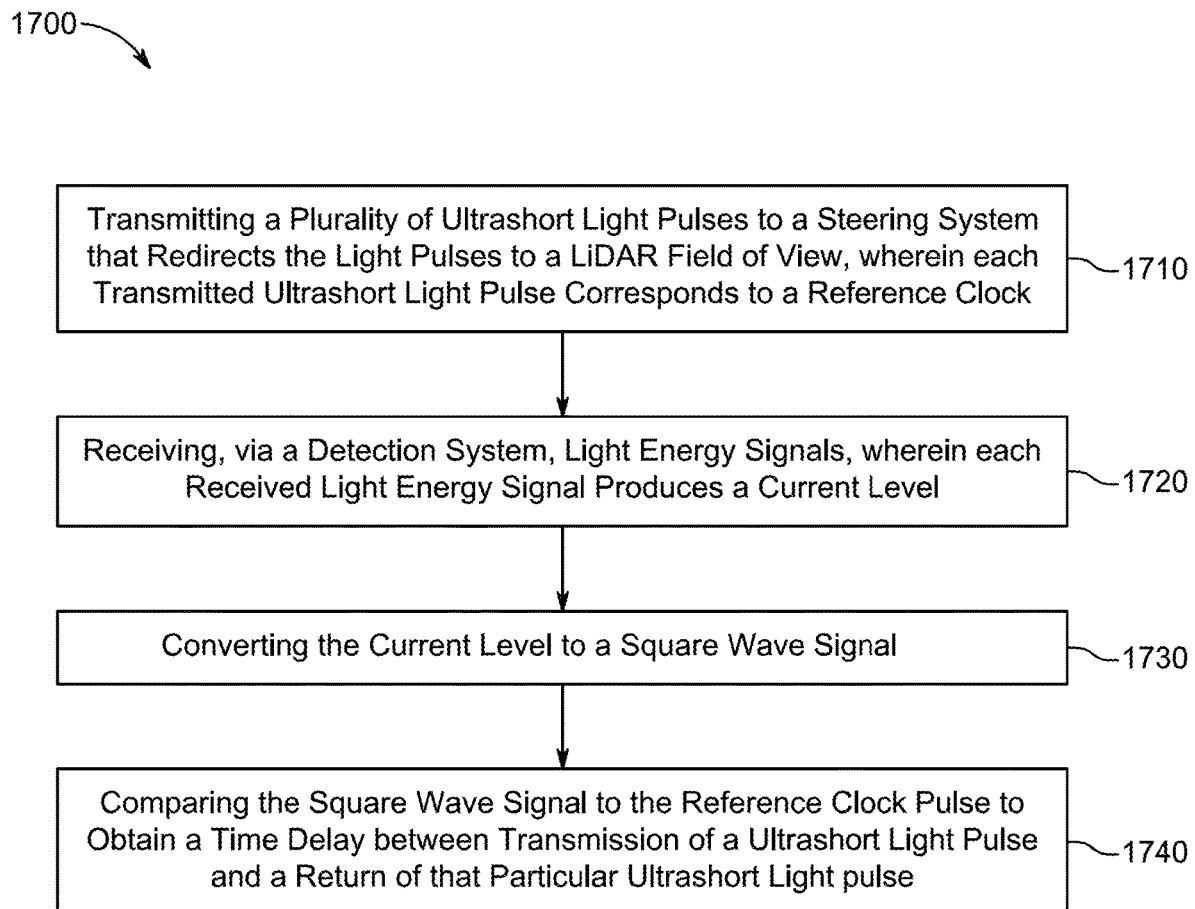 1700
Transmitting a Plurality of Ultrashort Light Pulses to a Steering System
that Redirects the Light Pulses to a LiDAR Field of View, wherein each
Transmitted Ultrashort Light Pulse Corresponds to a Reference Clock
1710
Receiving, via a Detection System, Light Energy Signals, wherein each
Received Light Energy Signal Produces a Current Level
1720
Converting the Current Level to a Square Wave Signal
1730
Comparing the Square Wave Signal to the Reference Clock Pulse to
Obtain a Time Delay between Transmission of a Ultrashort Light Pulse
and a Return of that Particular Ultrashort Light pulse
1740